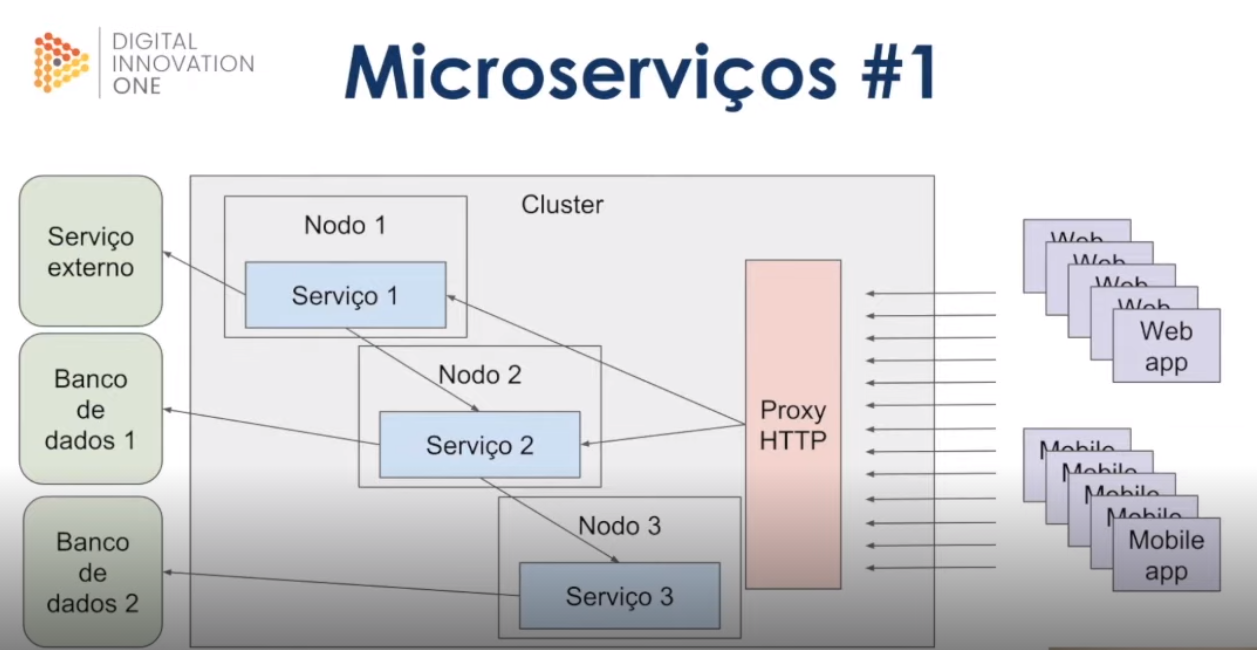 DIGITAL
INNOVATION
ONE
Microserviços #1
Cluster
Serviço
externo
Banco
de
dados 1
Banco
de
dados 2
Nodo 1
Serviço 1
Nodo 2
Serviço 2
Nodo 3
Serviço 3
Proxy
HTTP
Web
Web
Web
Web
Web
app
Mobile
Mobile
Mobile
Mobile
Mobile
app